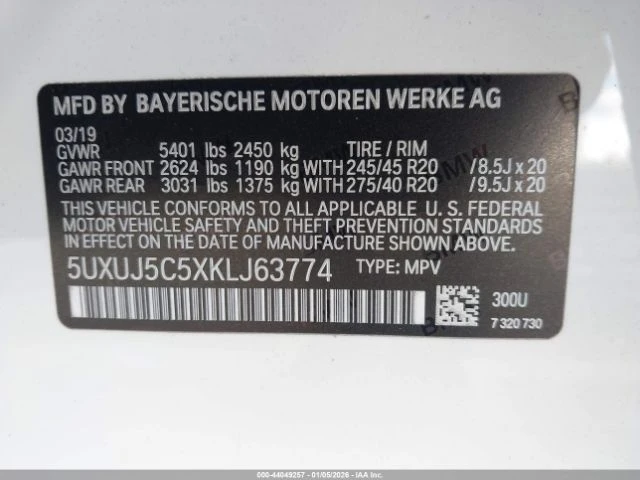 MFD BY BAYERISCHE MOTOREN WERKE AG
03/19
GVWR 5401 lbs 2450 kg TIRE / RIM
GAWR FRONT 2624 lbs 1190 kg WITH 245/45 R20 /8.5J x 20
GAWR REAR 3031 lbs 1375 kg WITH 275/40 R20 /9.5J x 20
THIS VEHICLE CONFORMS TO ALL APPLICABLE U. S. FEDERAL
MOTOR VEHICLE SAFETY AND THEFT PREVENTION STANDARDS
IN EFFECT ON THE DATE OF MANUFACTURE SHOWN ABOVE.
5UXUJ5C5XKLJ63774 TYPE: MPV
300U
7 320 730
000-44049257 - 01/05/2026 - IAAI.com